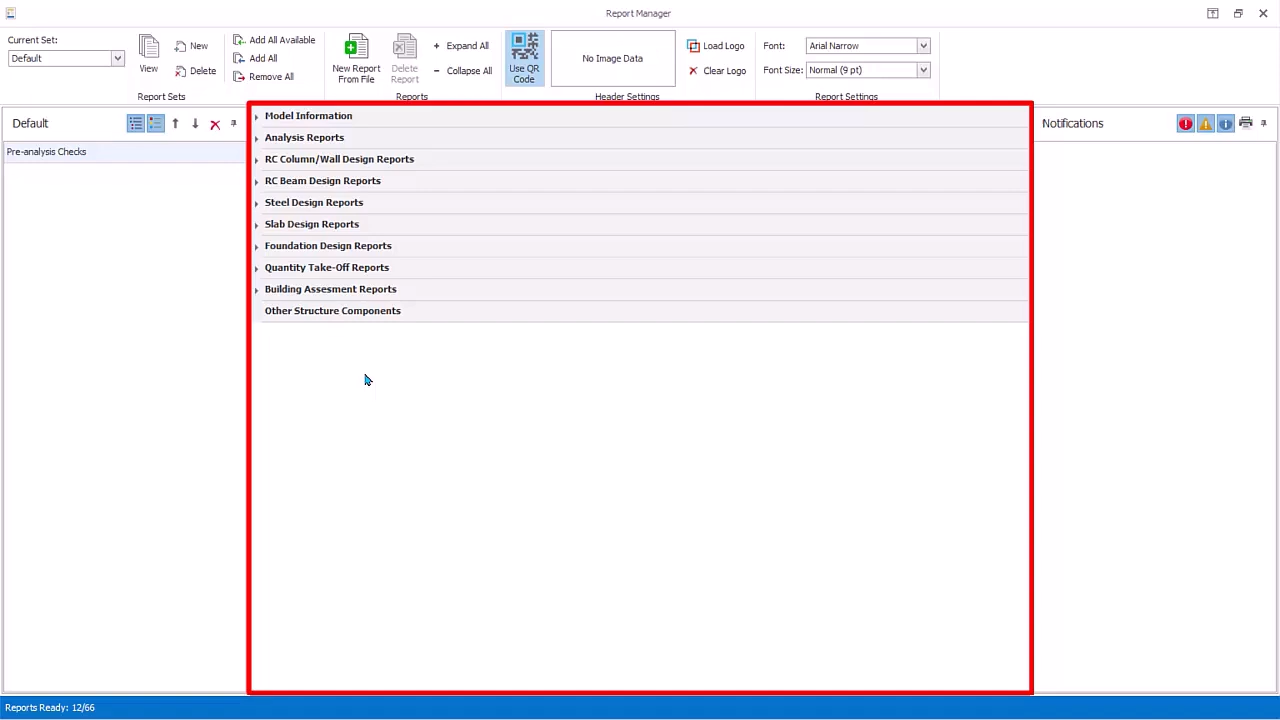 Report Manager
Current Set:
Default
View
New
Delete
Report Sets
Add All Available
Add All
Remove All
New Report
From File
Delete
Report
Expand All
Collapse All
Reports
Use QR
Code
No Image Data
Load Logo
Clear Logo
Header Settings
Font:
Arial Narrow
Font Size:
Normal (9 pt)
Report Settings
Default
Pre-analysis Checks
Model Information
Analysis Reports
RC Column/Wall Design Reports
RC Beam Design Reports
Steel Design Reports
Slab Design Reports
Foundation Design Reports
Quantity Take-Off Reports
Building Assesment Reports
Other Structure Components
Notifications
Reports Ready: 12/66